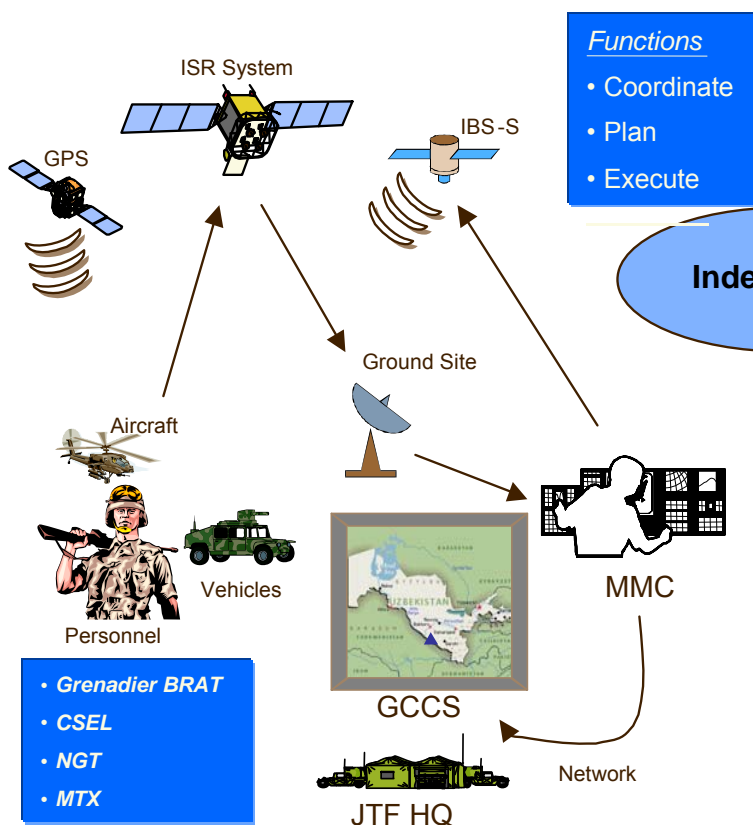 Functions
• Coordinate
• Plan
• Execute
ISR System
IBS-S
GPS
Inde
Ground Site
Aircraft
Vehicles
Personnel
UZBEKISTAN
MMC
GCCS
• Grenadier BRAT
• CSEL
• NGT
• MTX
Network
JTF HQ